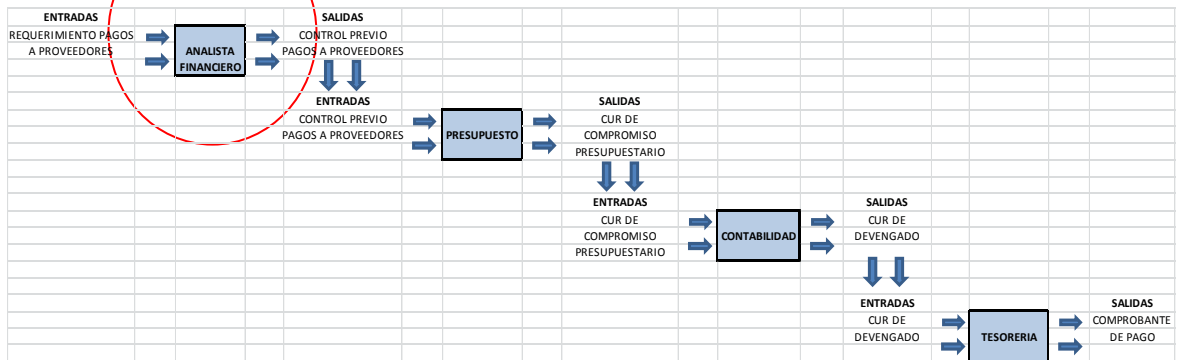 ENTRADAS
REQUERIMIENTO PAGOS
A PROVEEDORES
ANALISTA
FINANCIERO
SALIDAS
CONTROL PREVIO
PAGOS A PROVEEDORES
ENTRADAS
CONTROL PREVIO
PAGOS A PROVEEDORES
PRESUPUESTO
SALIDAS
CUR DE
COMPROMISO
PRESUPUESTARIO
ENTRADAS
CUR DE
COMPROMISO
PRESUPUESTARIO
CONTABILIDAD
SALIDAS
CUR DE
DEVENGADO
ENTRADAS
CUR DE
DEVENGADO
TESORERIA
SALIDAS
COMPROBANTE
DE PAGO